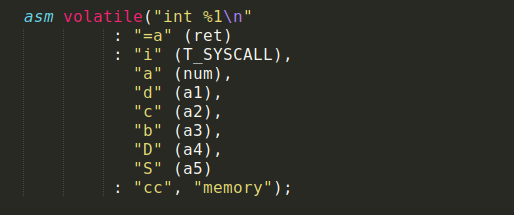 asm volatile("int %1\n"
: "=a" (ret)
: "i" (T_SYSCALL),
"a" (num),
"d" (a1),
"c" (a2),
"b" (a3),
"D" (a4),
"S" (a5)
: "cc", "memory");